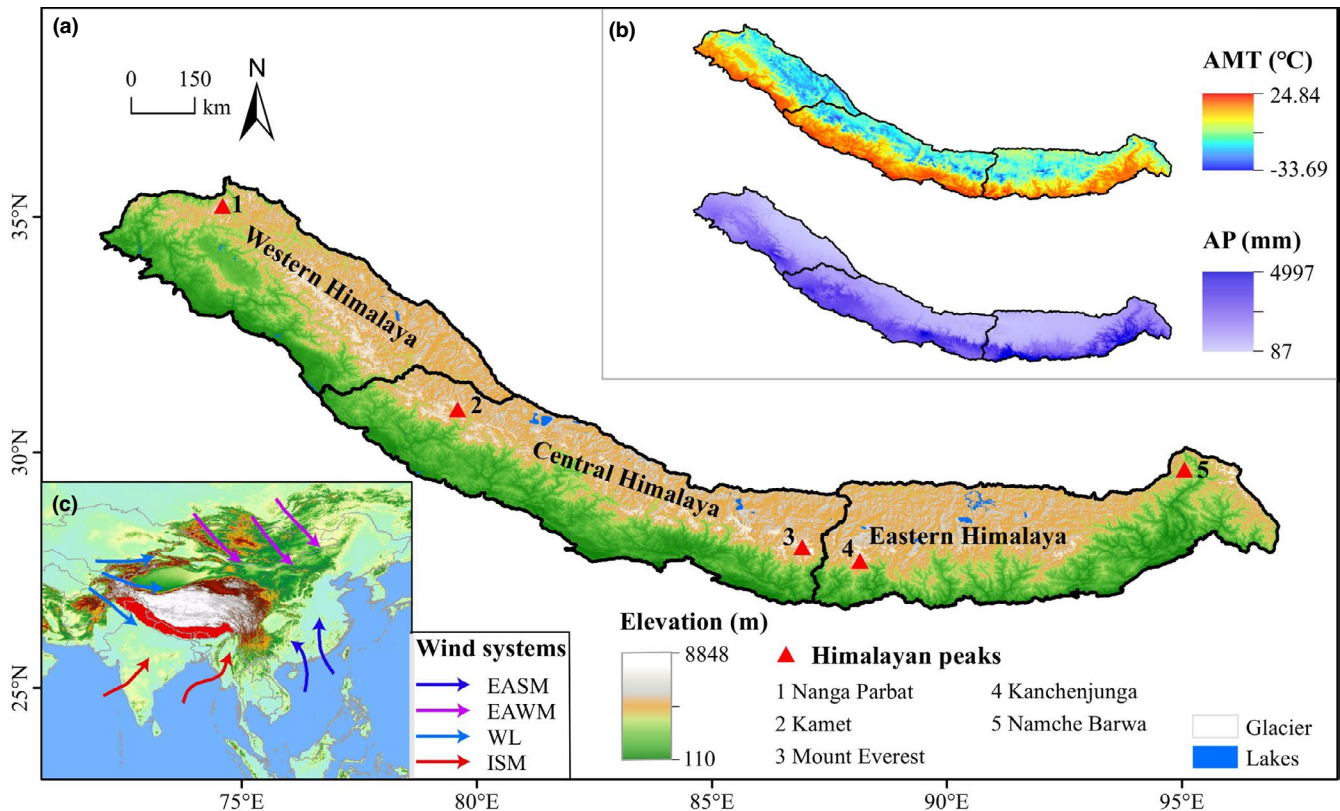 (a)
0 150
km
N
(b)
AMT (°C)
24.84
-33.69
AP (mm)
4997
87
35°N
30°N
25°N
1
Western Himalaya
2
Central Himalaya
3
4
Eastern Himalaya
5
(c)
Wind systems
EASM
EAWM
WL
ISM
Elevation (m)
8848
110
Himalayan peaks
1 Nanga Parbat
2 Kamet
3 Mount Everest
4 Kanchenjunga
5 Namche Barwa
Glacier
Lakes
75°E 80°E 85°E 90°E 95°E